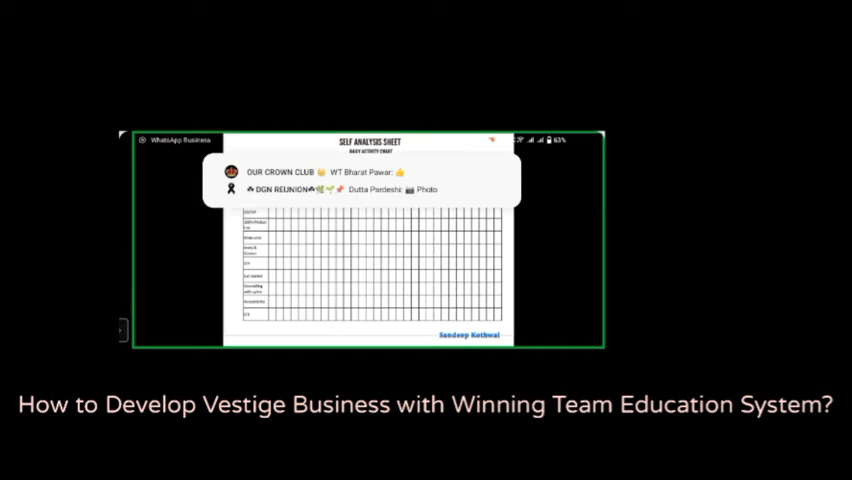 WhatsApp Business
63%
SELF ANALYSIS SHEET
DAILY ACTIVITY CHART
OUR CROWN CLUB 👑 WT Bharat Pawar: 👍
☘ DGN REUNION☘🌿🌱📌 Dutta Pardeshi: 📷 Photo
Sandeep Kothwal
How to Develop Vestige Business with Winning Team Education System?